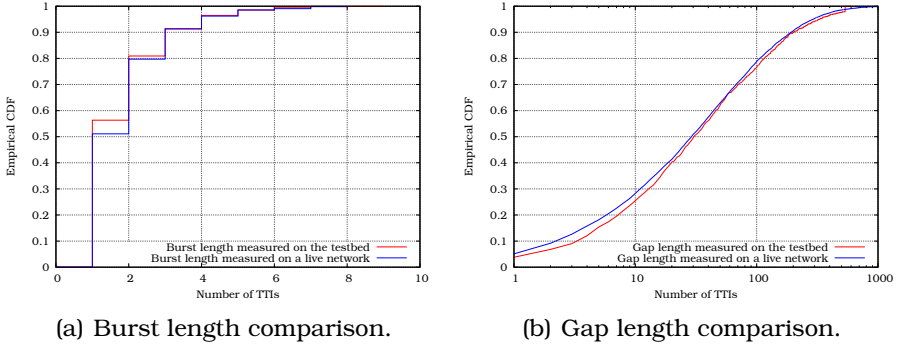 1
0.9
0.8
0.7
0.6
0.5
0.4
0.3
0.2
0.1
0
Empirical CDF
Burst length measured on the testbed
Burst length measured on a live network
0 2 4 6 8 10
Number of TTIs
(a) Burst length comparison.
1
0.9
0.8
0.7
0.6
0.5
0.4
0.3
0.2
0.1
0
Empirical CDF
Gap length measured on the testbed
Gap length measured on a live network
1 10 100 1000
Number of TTIs
(b) Gap length comparison.